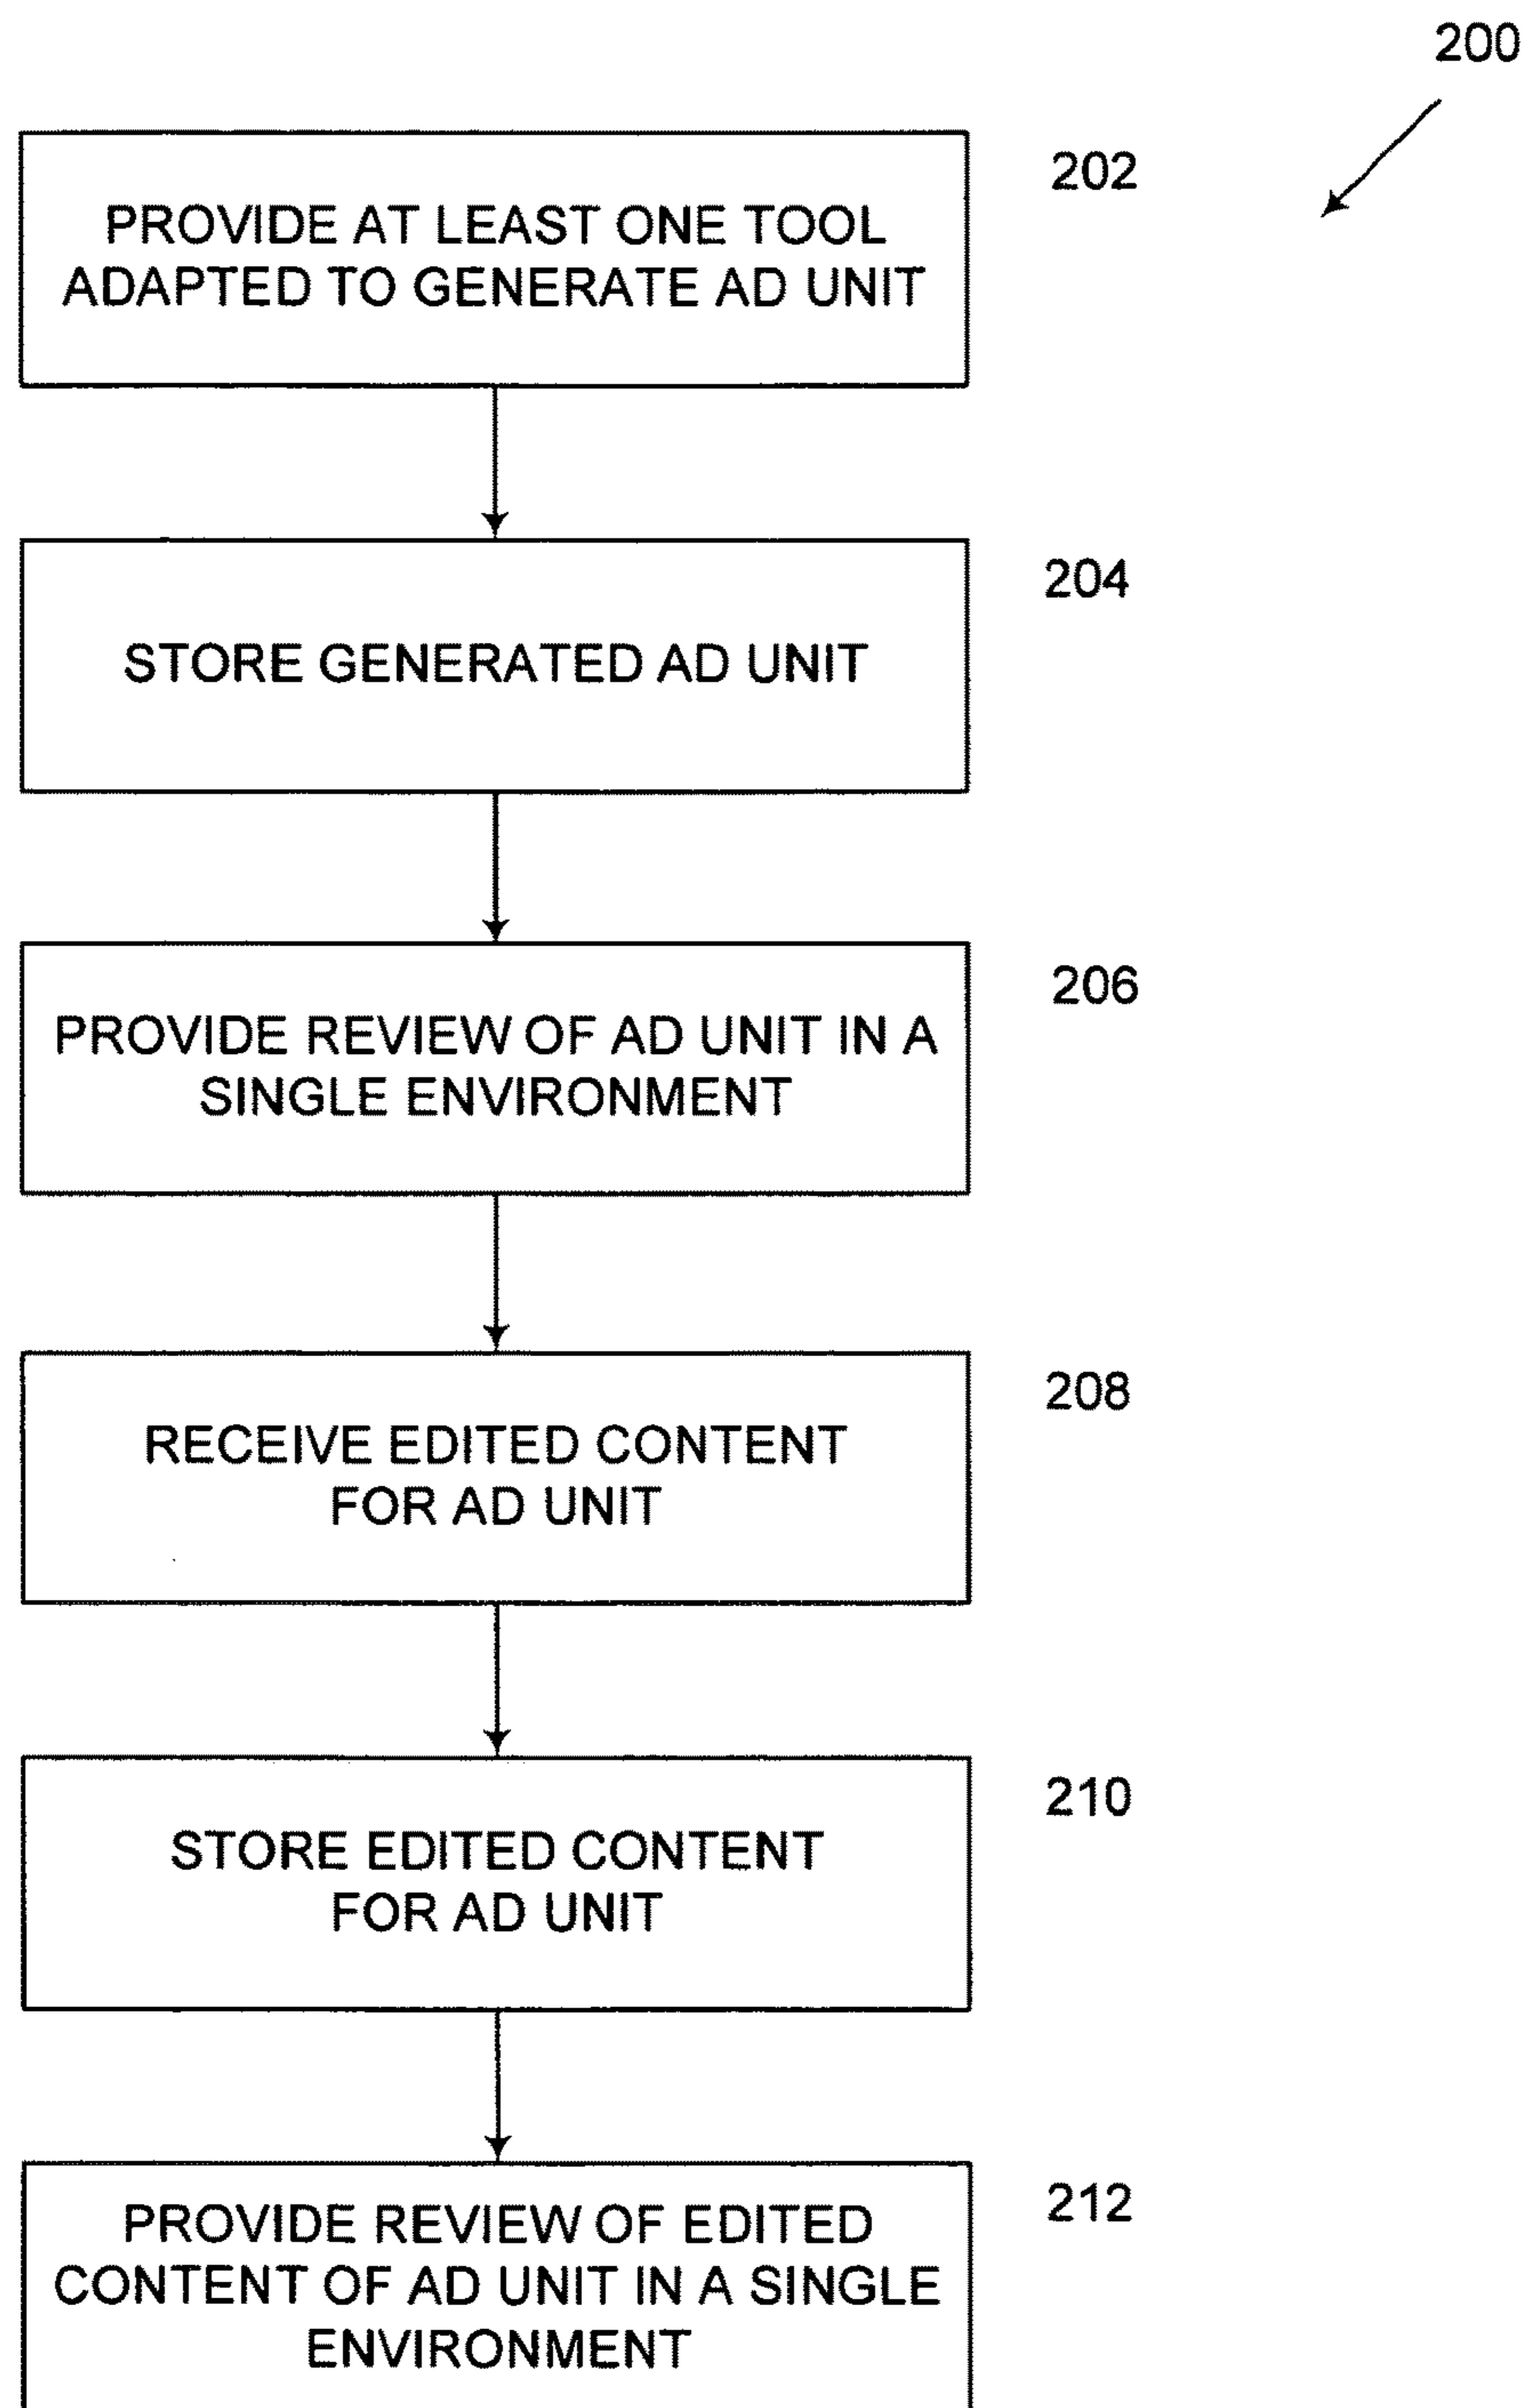 200
202
PROVIDE AT LEAST ONE TOOL
ADAPTED TO GENERATE AD UNIT
204
STORE GENERATED AD UNIT
206
PROVIDE REVIEW OF AD UNIT IN A
SINGLE ENVIRONMENT
208
RECEIVE EDITED CONTENT
FOR AD UNIT
210
STORE EDITED CONTENT
FOR AD UNIT
212
PROVIDE REVIEW OF EDITED
CONTENT OF AD UNIT IN A SINGLE
ENVIRONMENT